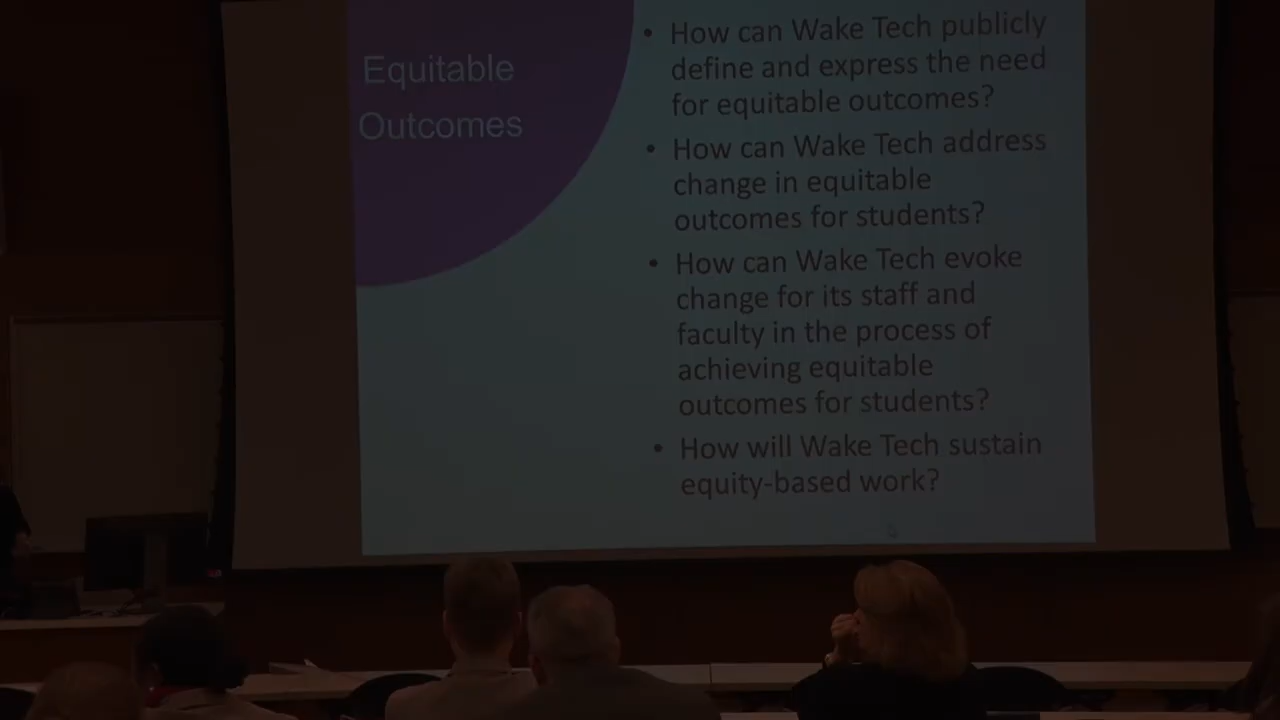 Equitable
Outcomes
• How can Wake Tech publicly
define and express the need
for equitable outcomes?
• How can Wake Tech address
change in equitable
outcomes for students?
• How can Wake Tech evoke
change for its staff and
faculty in the process of
achieving equitable
outcomes for students?
• How will Wake Tech sustain
equity-based work?